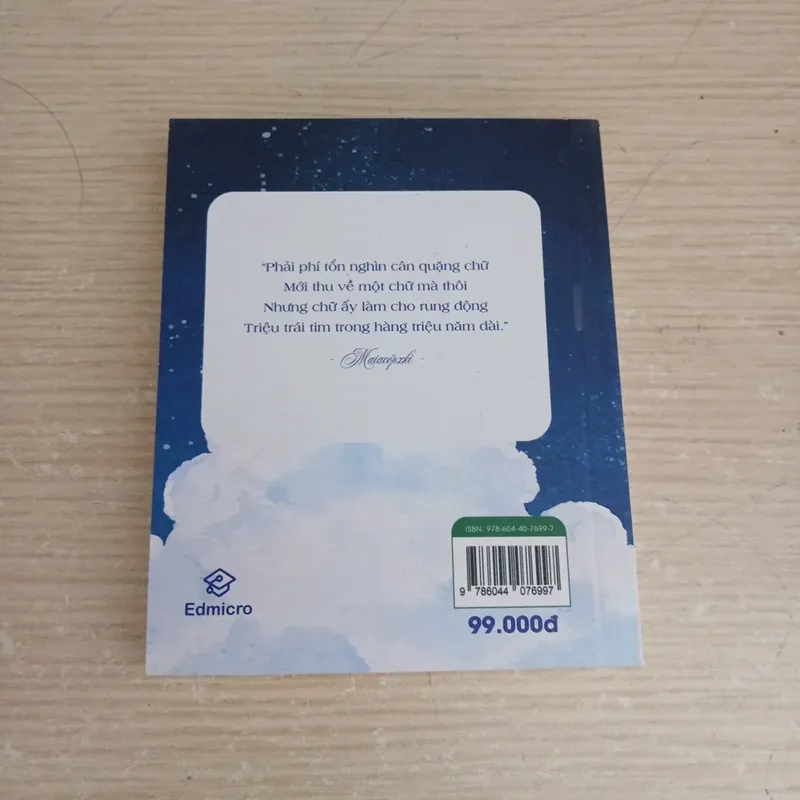 “Phải phí tổn nghìn cân quặng chữ
Mới thu về một chữ mà thôi
Nhưng chữ ấy làm cho rung động
Triệu trái tim trong hàng triệu năm dài.”
- Maiacôpxki -
Edmicro
ISBN: 978-604-40-7699-7
9 786044 076997
99.000đ